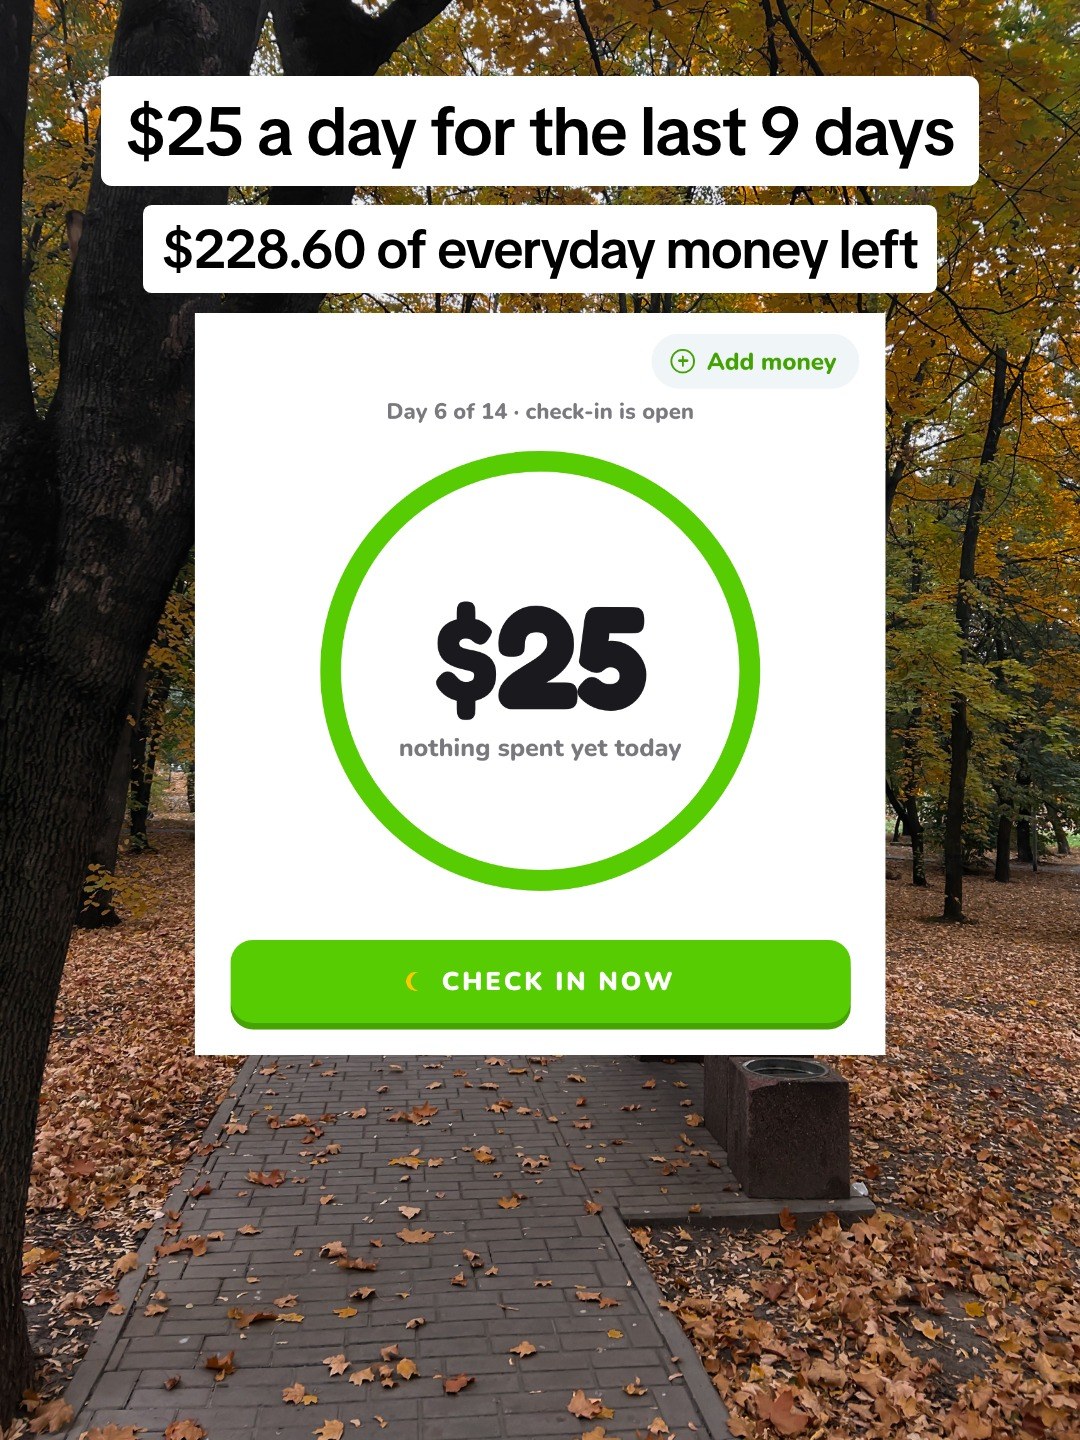 $25 a day for the last 9 days
$228.60 of everyday money left
Add money
Day 6 of 14 · check-in is open
$25
nothing spent yet today
CHECK IN NOW